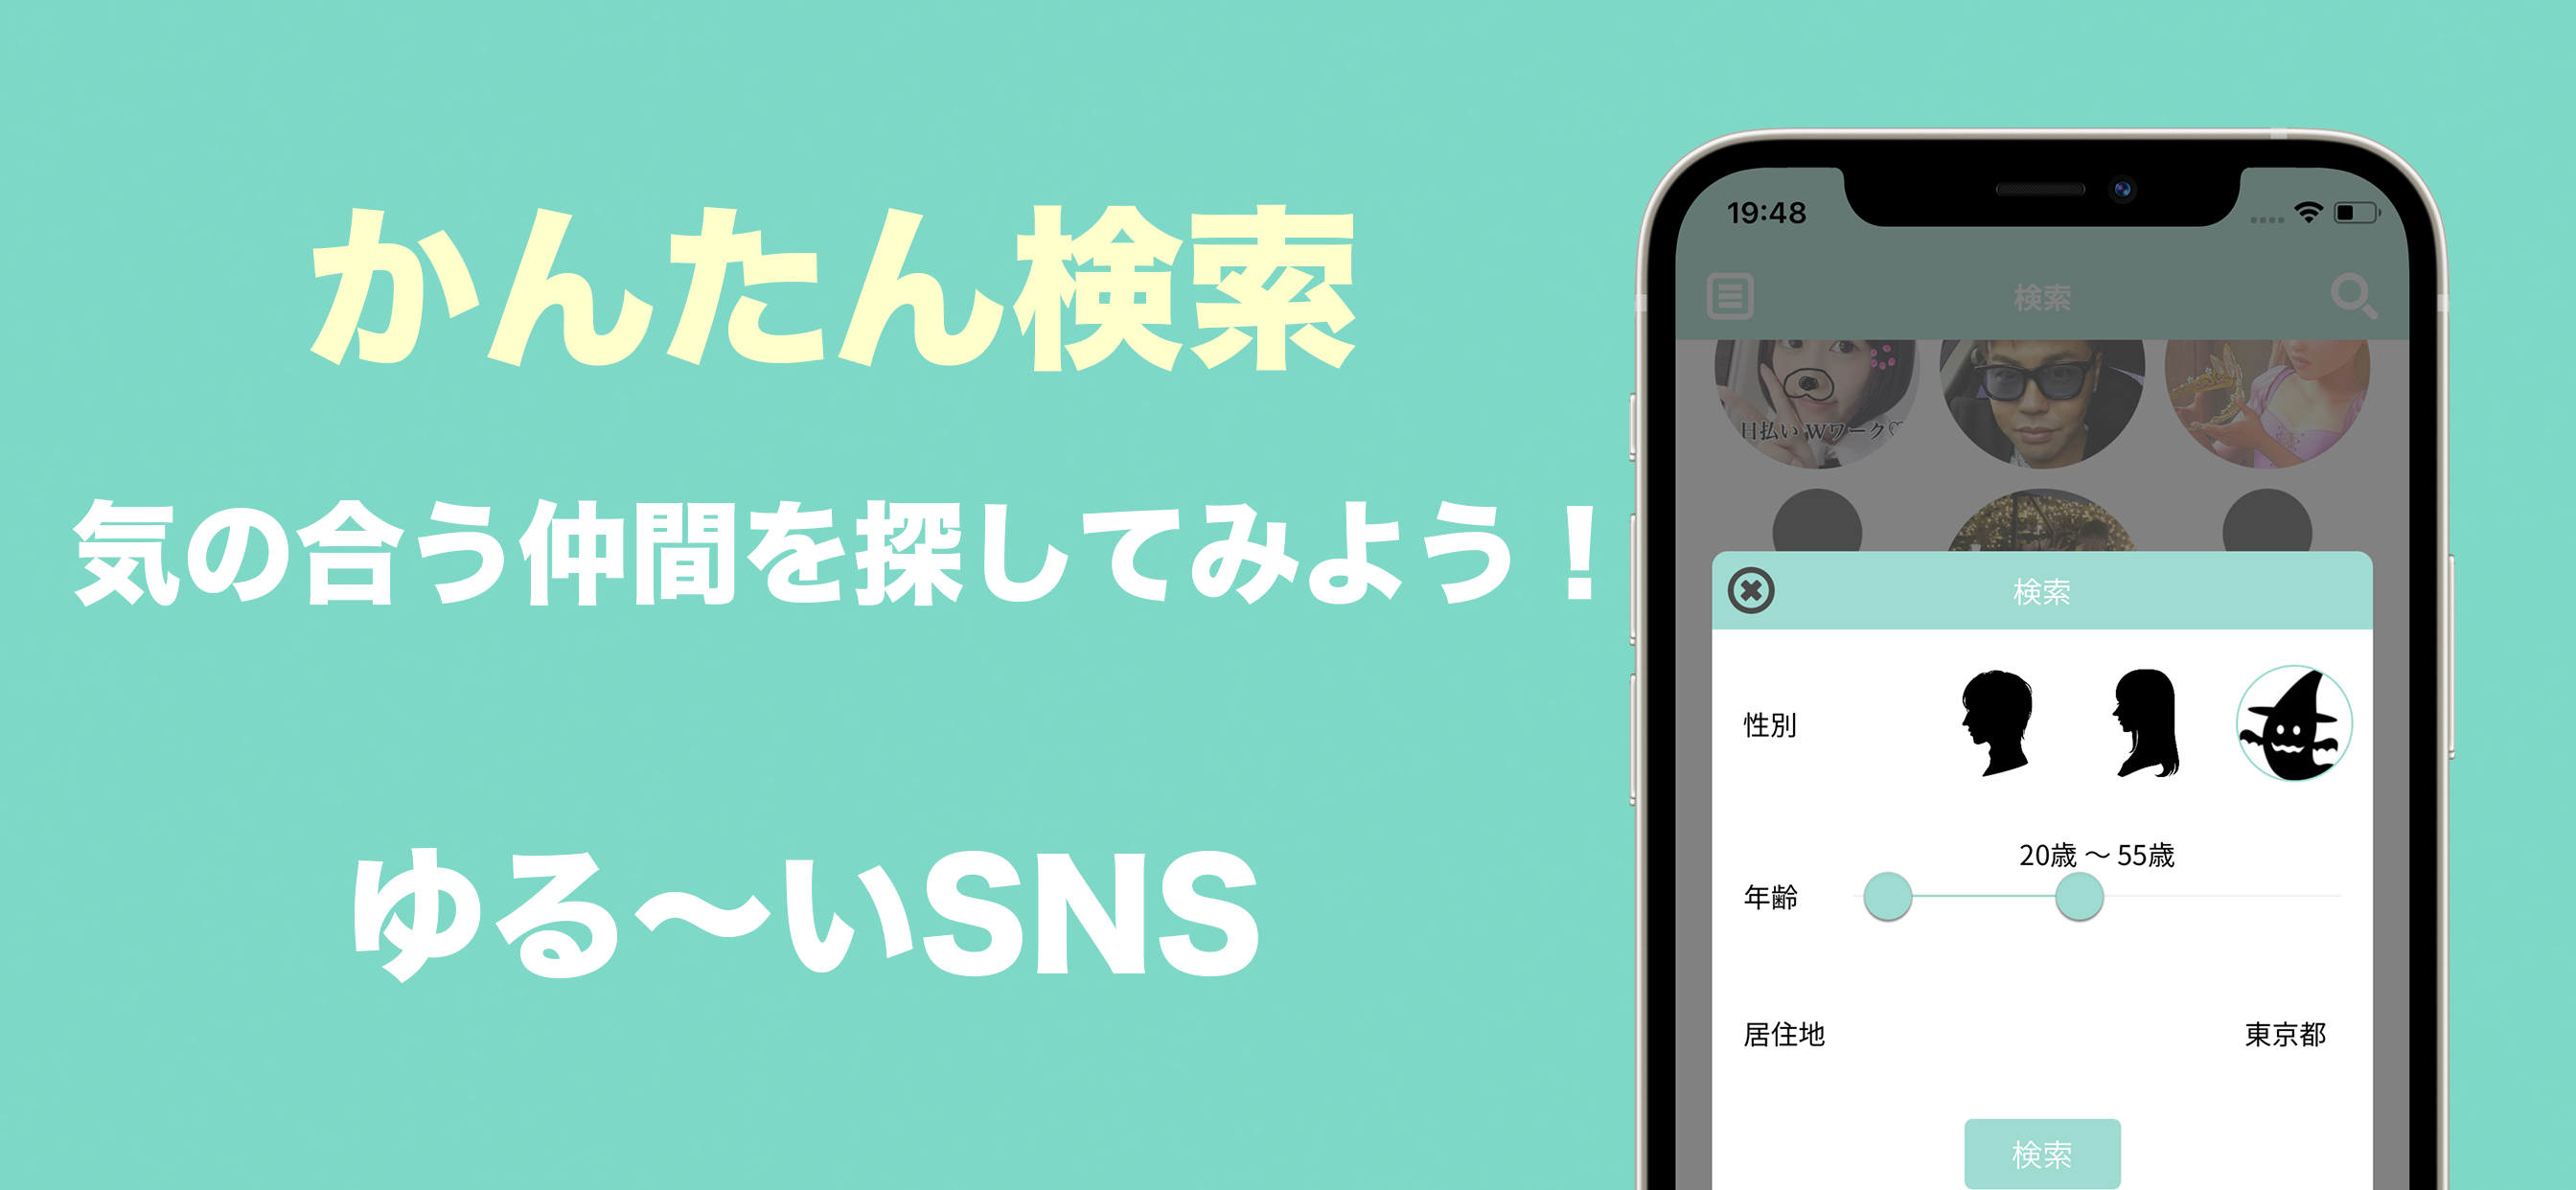 かんたん検索
気の合う仲間を探してみよう！
ゆる〜いSNS
19:48
検索
日払い Wワーク♡
検索
性別
20歳 〜 55歳
年齢
居住地
東京都
検索